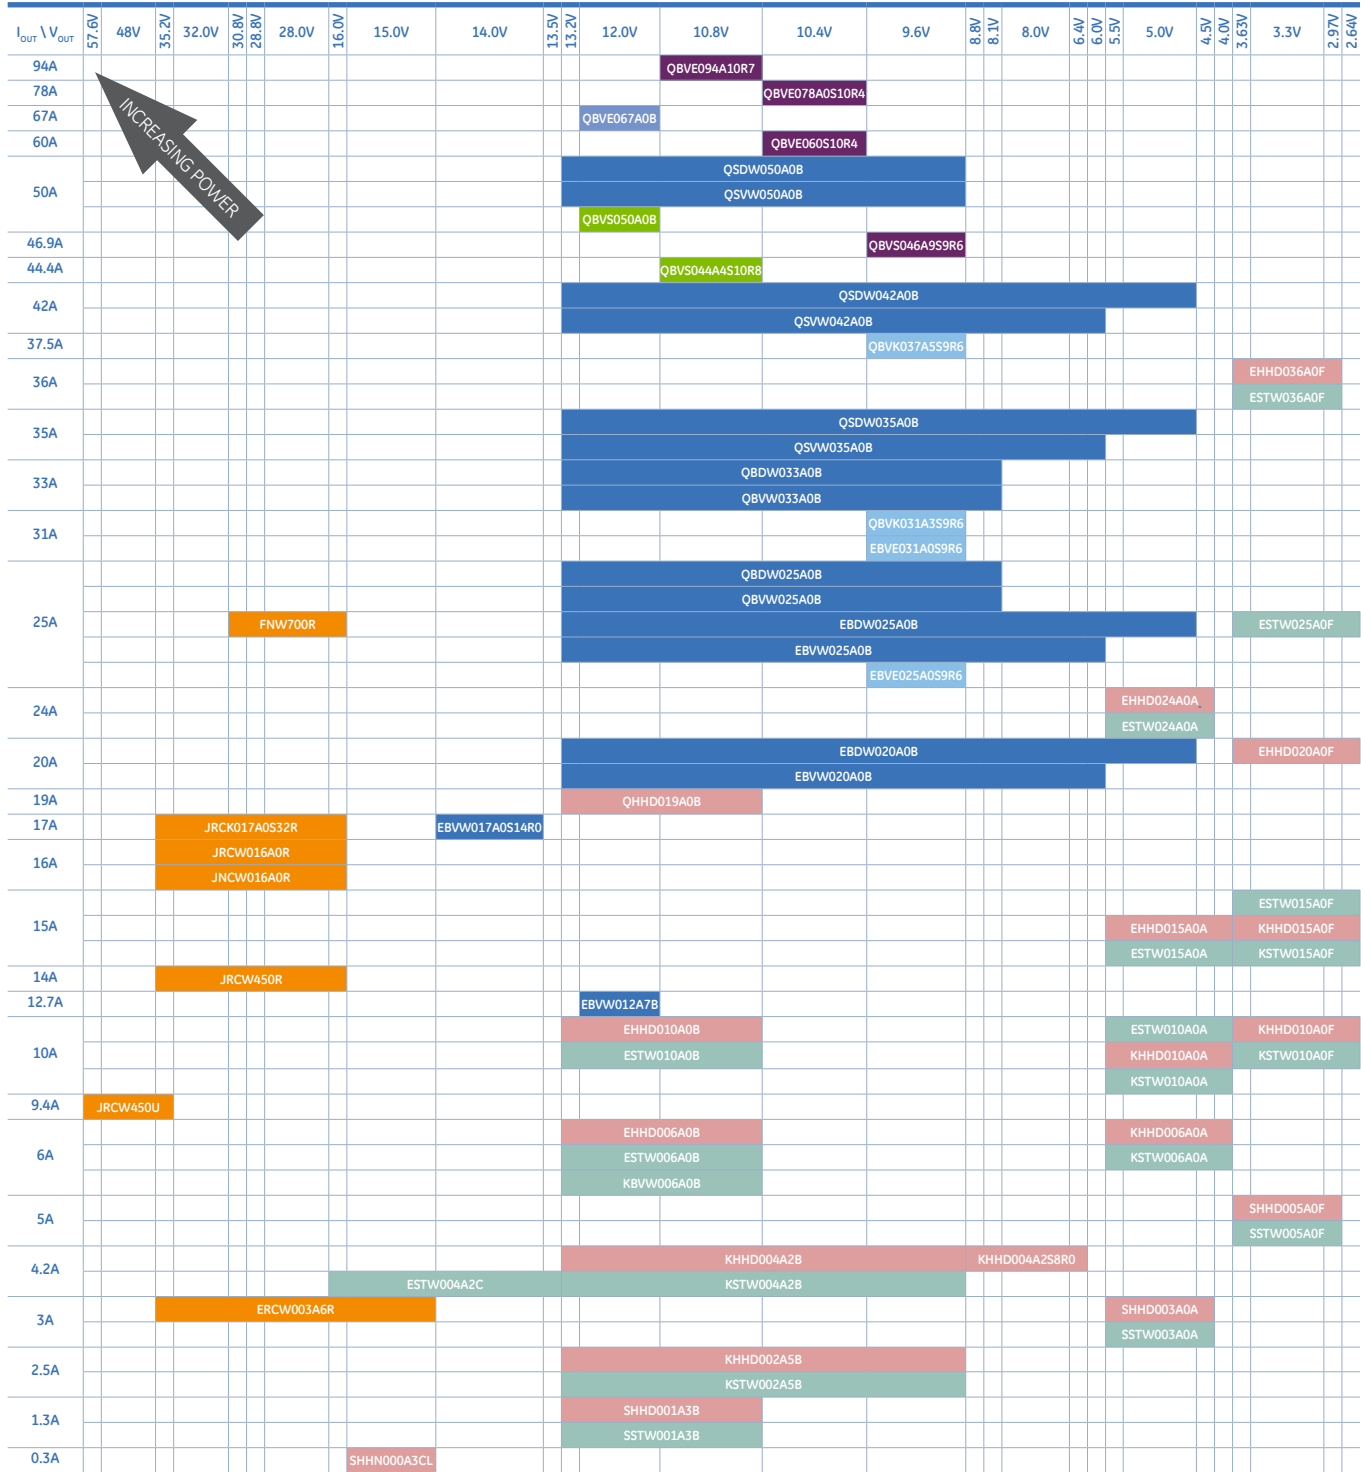 IOUT \ VOUT 57.6V 48V 35.2V 32.0V 30.8V 28.8V 28.0V 16.0V 15.0V 14.0V 13.5V 13.2V 12.0V 10.8V 10.4V 9.6V 8.8V 8.1V 8.0V 6.4V 6.0V 5.5V 5.0V 4.5V 4.0V 3.63V 3.3V 2.97V 2.64V
INCREASING POWER
94A QBVE094A10R7
78A QBVE078A0S10R4
67A QBVE067A0B
60A QBVE060S10R4
50A QSDW050A0B
QSVW050A0B
QBVS050A0B
46.9A QBVS046A9S9R6
44.4A QBVS044A4S10R8
42A QSDW042A0B
QSVW042A0B
37.5A QBVK037A5S9R6
36A EHHD036A0F
ESTW036A0F
35A QSDW035A0B
QSVW035A0B
33A QBDW033A0B
QBVW033A0B
31A QBVK031A3S9R6
EBVE031A0S9R6
25A QBDW025A0B
QBVW025A0B
FNW700R EBDW025A0B ESTW025A0F
EBVW025A0B
EBVE025A0S9R6
24A EHHD024A0A
ESTW024A0A
20A EBDW020A0B EHHD020A0F
EBVW020A0B
19A QHHD019A0B
17A JRCK017A0S32R EBVW017A0S14R0
16A JRCW016A0R
JNCW016A0R
15A ESTW015A0F
EHHD015A0A KHHD015A0F
ESTW015A0A KSTW015A0F
14A JRCW450R
12.7A EBVW012A7B
10A EHHD010A0B ESTW010A0A KHHD010A0F
ESTW010A0B KHHD010A0A KSTW010A0F
KSTW010A0A
9.4A JRCW450U
6A EHHD006A0B KHHD006A0A
ESTW006A0B KSTW006A0A
KBVW006A0B
5A SHHD005A0F
SSTW005A0F
4.2A KHHD004A2B KHHD004A2S8R0
ESTW004A2C KSTW004A2B
3A ERCW003A6R SHHD003A0A
SSTW003A0A
2.5A KHHD002A5B
KSTW002A5B
1.3A SHHD001A3B
SSTW001A3B
0.3A SHHN000A3CL